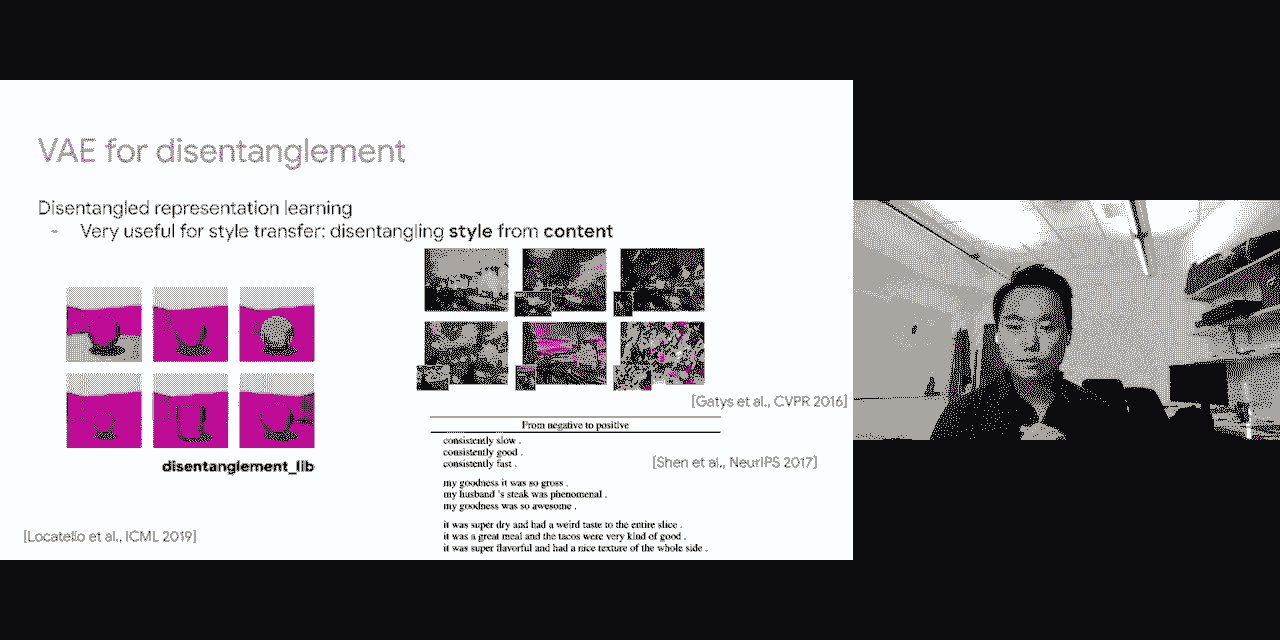 VAE for disentanglement
Disentangled representation learning
- Very useful for style transfer: disentangling style from content
disentanglement_lib
[Locatello et al., ICML 2019]
[Gatys et al., CVPR 2016]
From negative to positive
consistently slow .
consistently good .
consistently fast .
my goodness it was so gross .
my husband 's steak was phenomenal .
my goodness was so awesome .
it was super dry and had a weird taste to the entire slice .
it was a great meal and the tacos were very kind of good .
it was super flavorful and had a nice texture of the whole side .
[Shen et al., NeurIPS 2017]